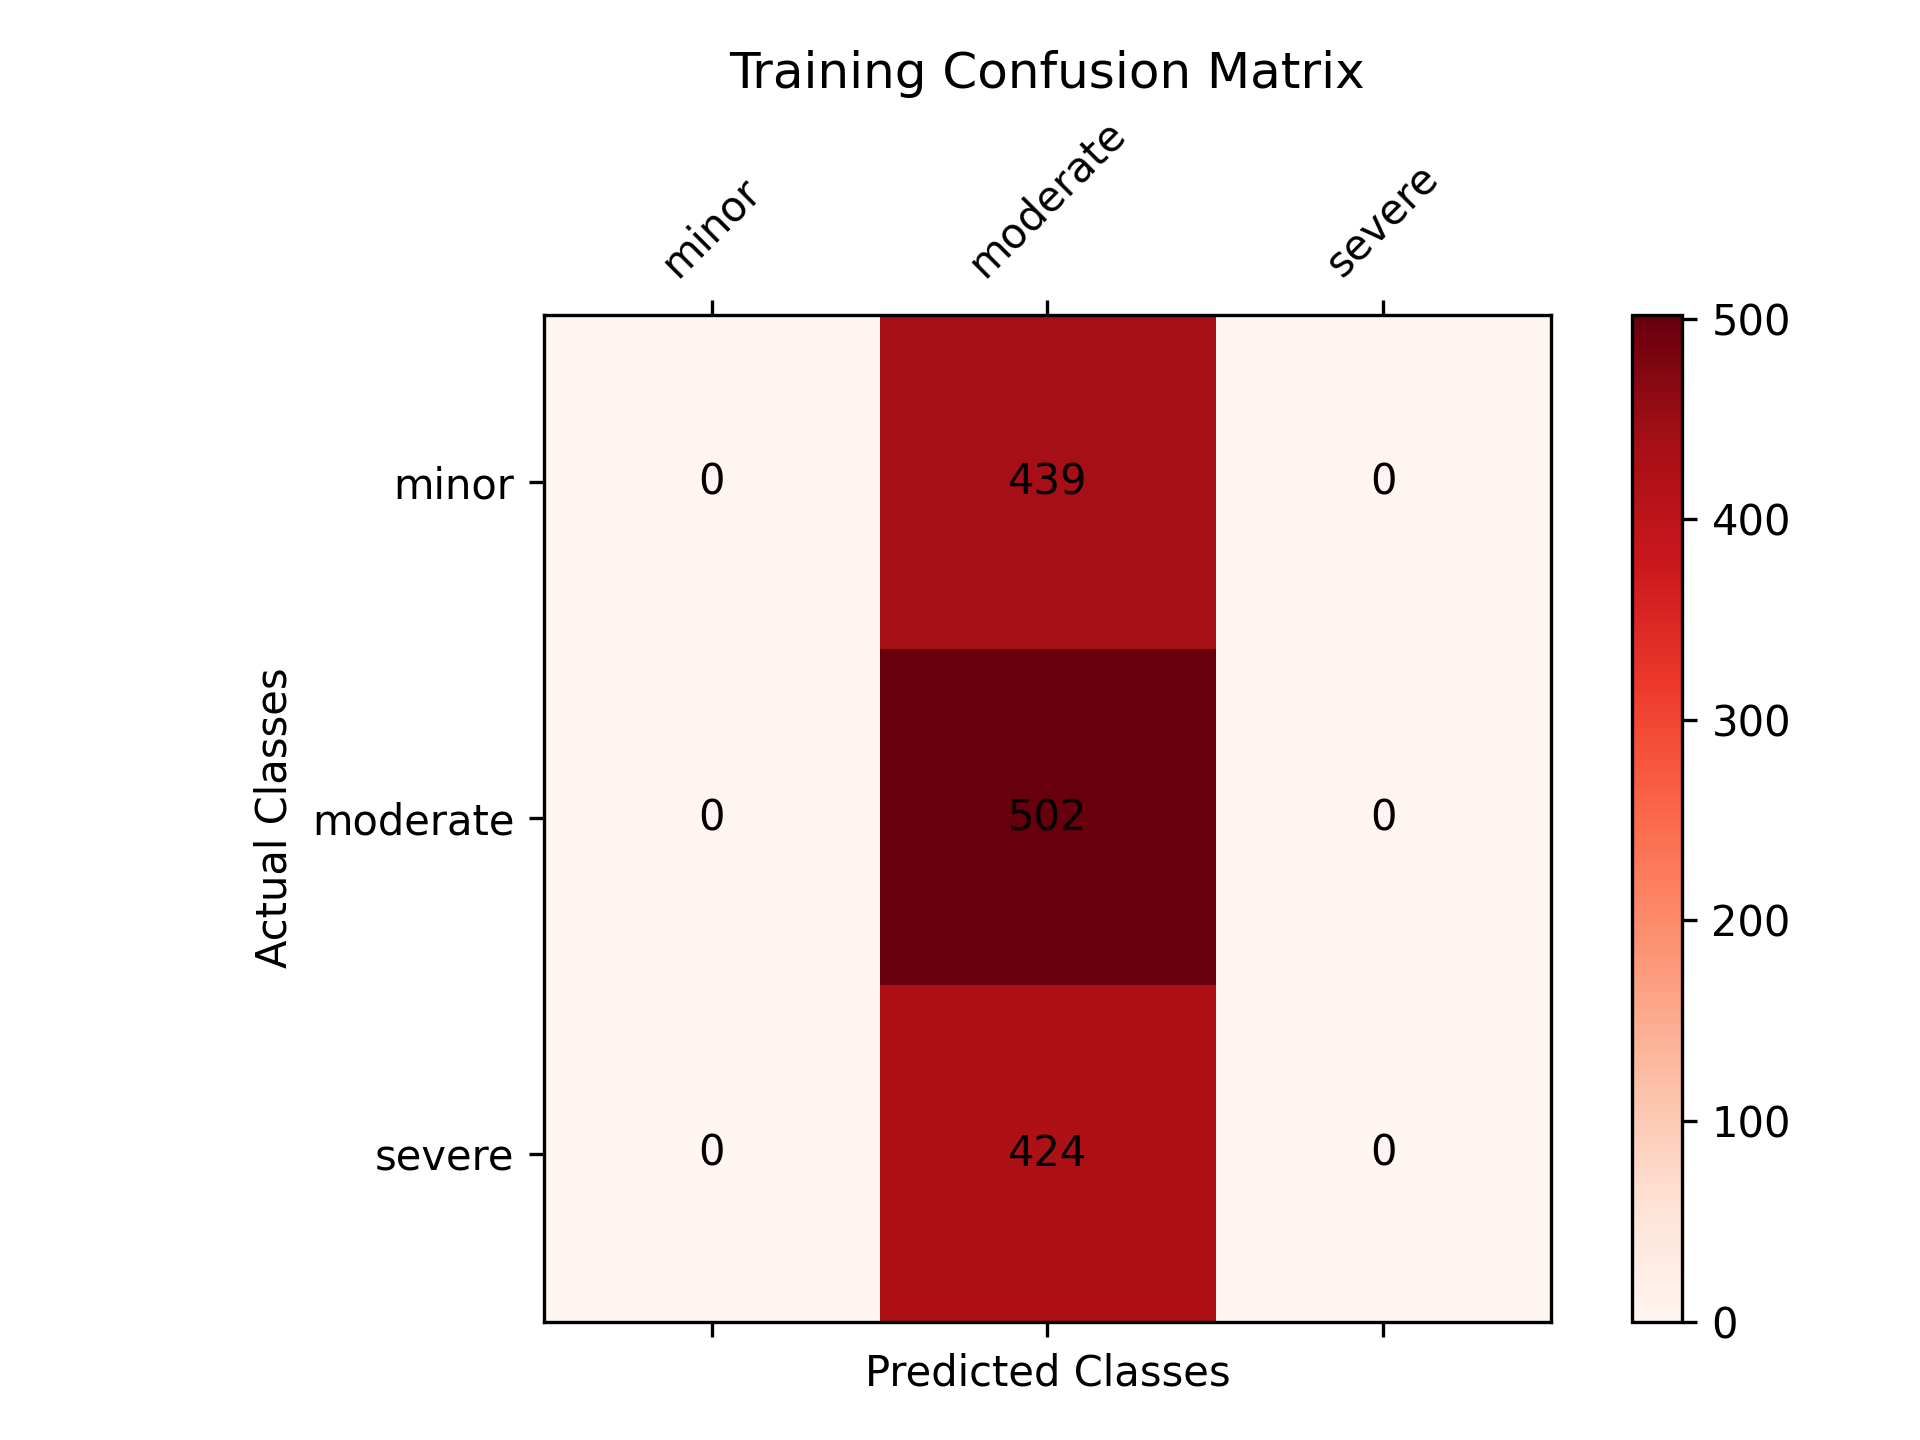 Training Confusion Matrix
minor moderate severe
minor 0 439 0
moderate 0 502 0
severe 0 424 0
Actual Classes
Predicted Classes
500
400
300
200
100
0